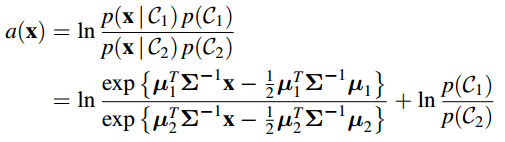 a(𝐱) = ln p(𝐱 | 𝒞₁) p(𝒞₁) / p(𝐱 | 𝒞₂) p(𝒞₂)
= ln exp {𝝁₁ᵀ𝚺⁻¹𝐱 − ½𝝁₁ᵀ𝚺⁻¹𝝁₁} / exp {𝝁₂ᵀ𝚺⁻¹𝐱 − ½𝝁₂ᵀ𝚺⁻¹𝝁₂} + ln p(𝒞₁) / p(𝒞₂)